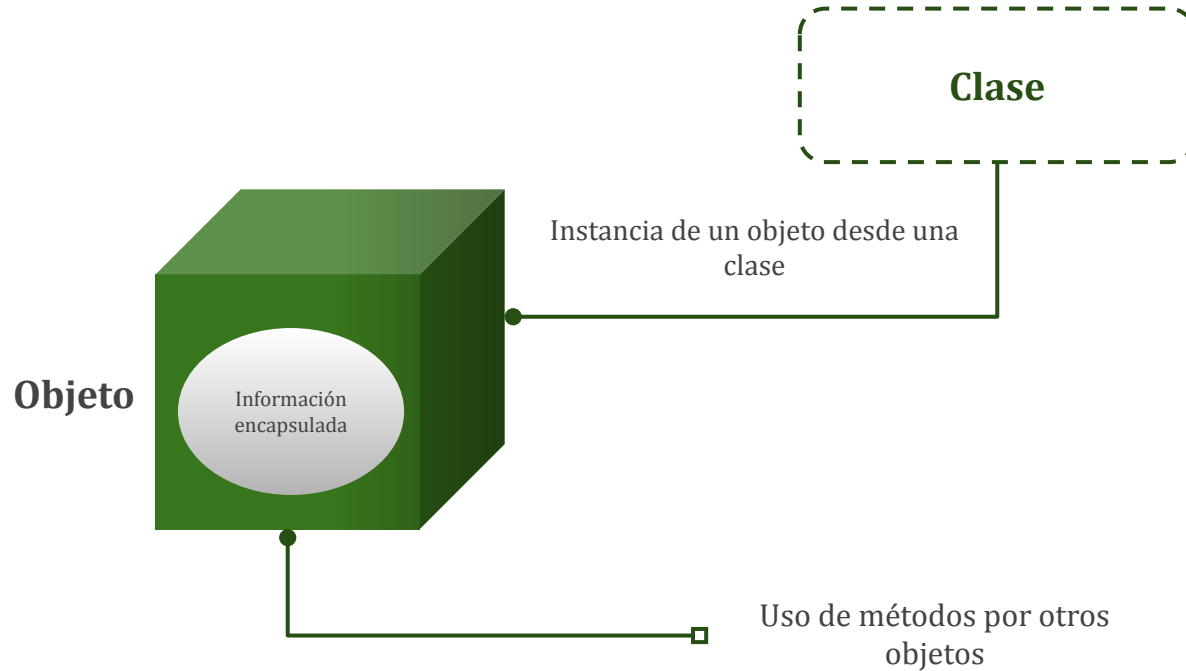 Clase
Instancia de un objeto desde una
clase
Objeto
Información
encapsulada
Uso de métodos por otros
objetos